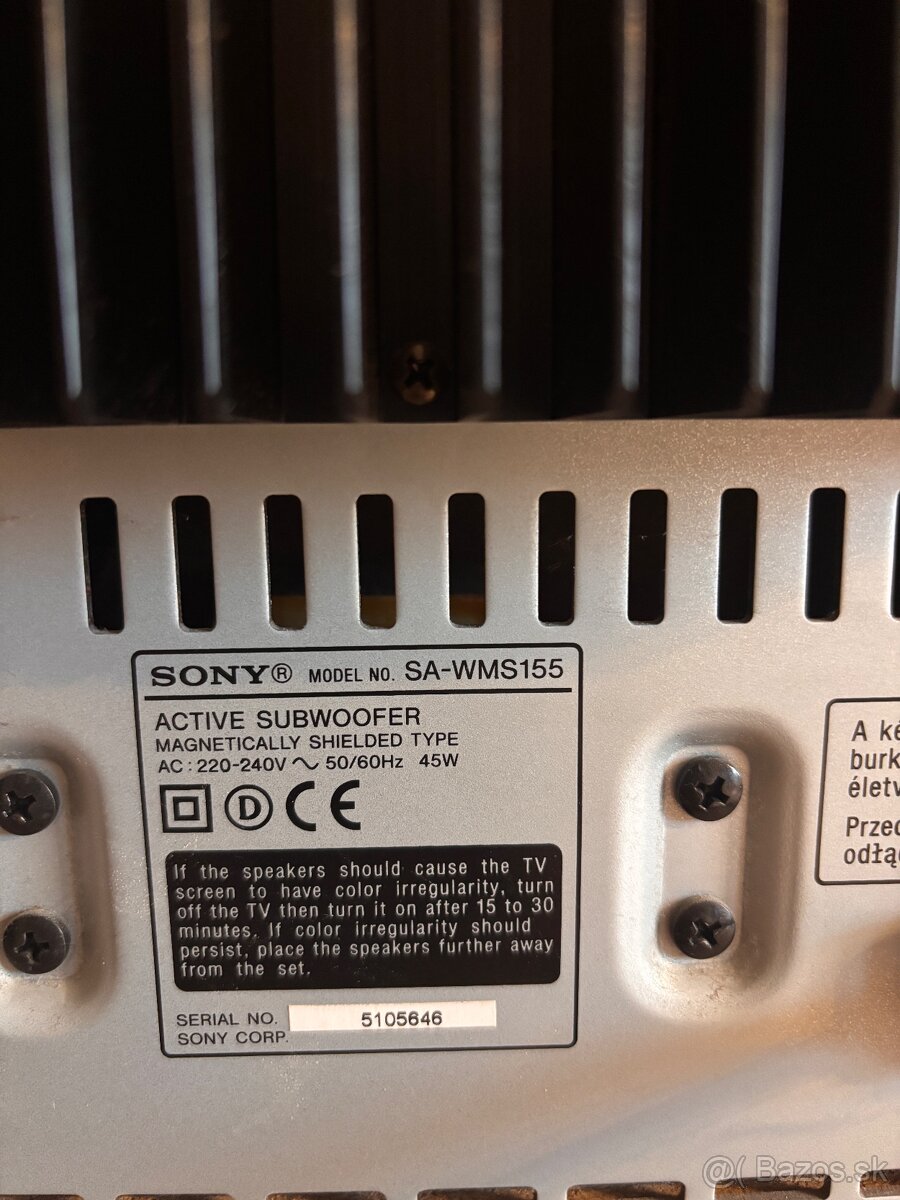 SONY® MODEL NO. SA-WMS155
ACTIVE SUBWOOFER
MAGNETICALLY SHIELDED TYPE
AC : 220-240V ~ 50/60Hz 45W
D CE
If the speakers should cause the TV
screen to have color irregularity, turn
off the TV then turn it on after 15 to 30
minutes. If color irregularity should
persist, place the speakers further away
from the set.
SERIAL NO. 5105646
SONY CORP.
A ké
burk
életv
Przed
odłą
@( Bazos.sk